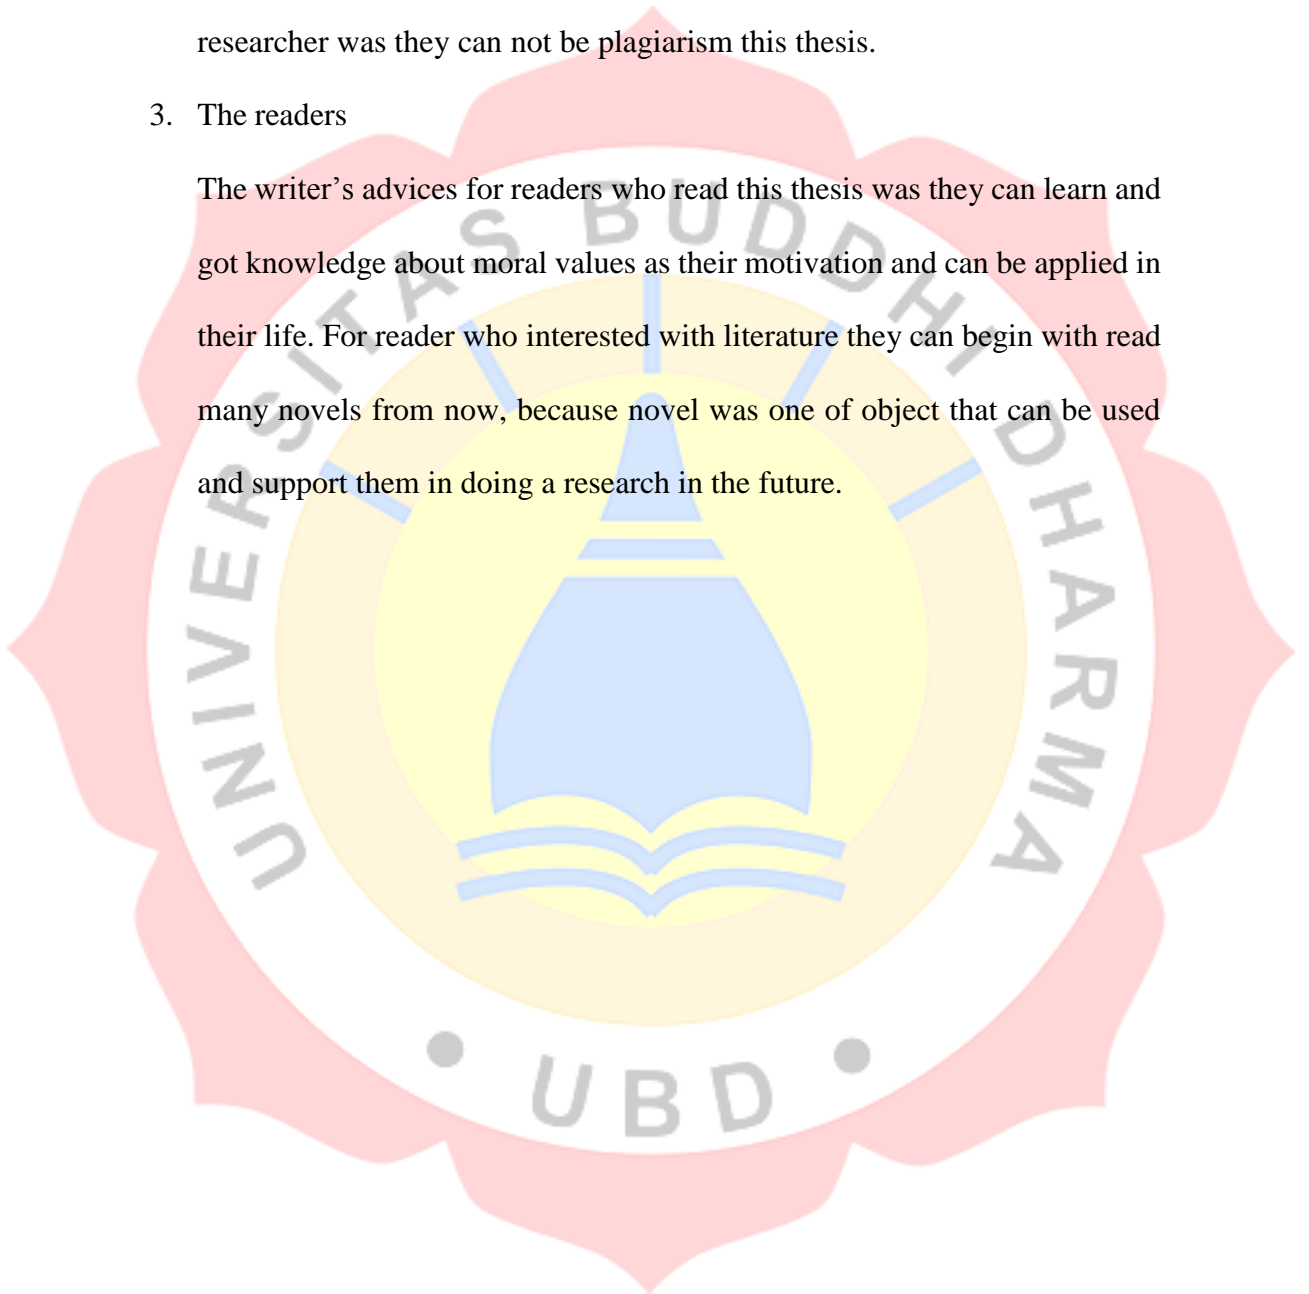 researcher was they can not be plagiarism this thesis.
3. The readers
The writer’s advices for readers who read this thesis was they can learn and
got knowledge about moral values as their motivation and can be applied in
their life. For reader who interested with literature they can begin with read
many novels from now, because novel was one of object that can be used
and support them in doing a research in the future.
UNIVERSITAS BUDDHI DHARMA
• UBD •